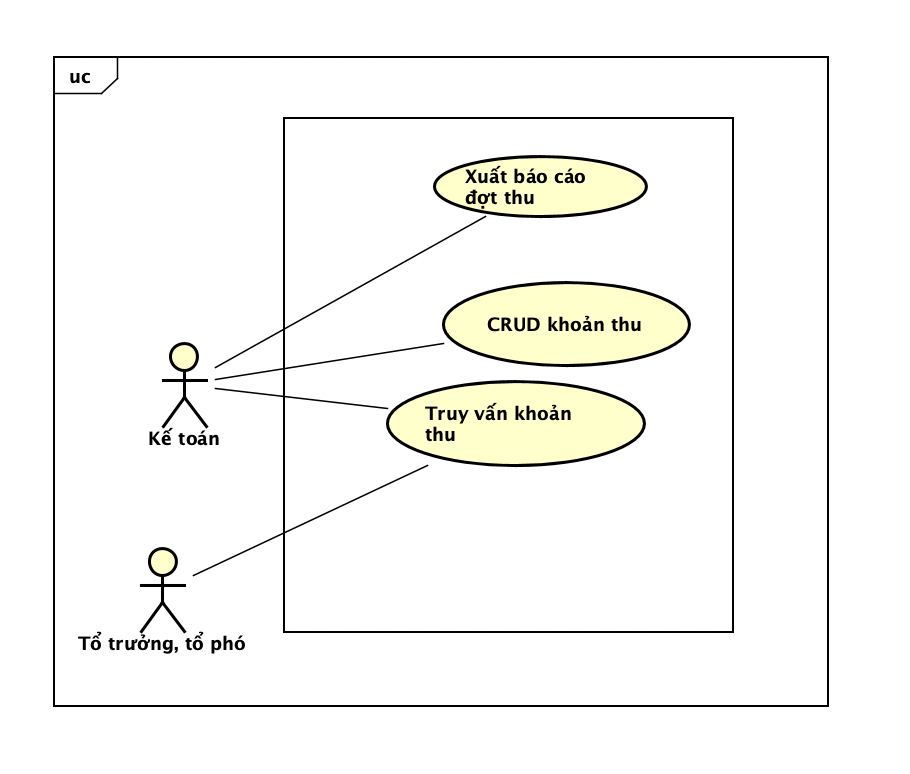 uc
Xuất báo cáo
đợt thu
CRUD khoản thu
Truy vấn khoản
thu
Kế toán
Tổ trưởng, tổ phó